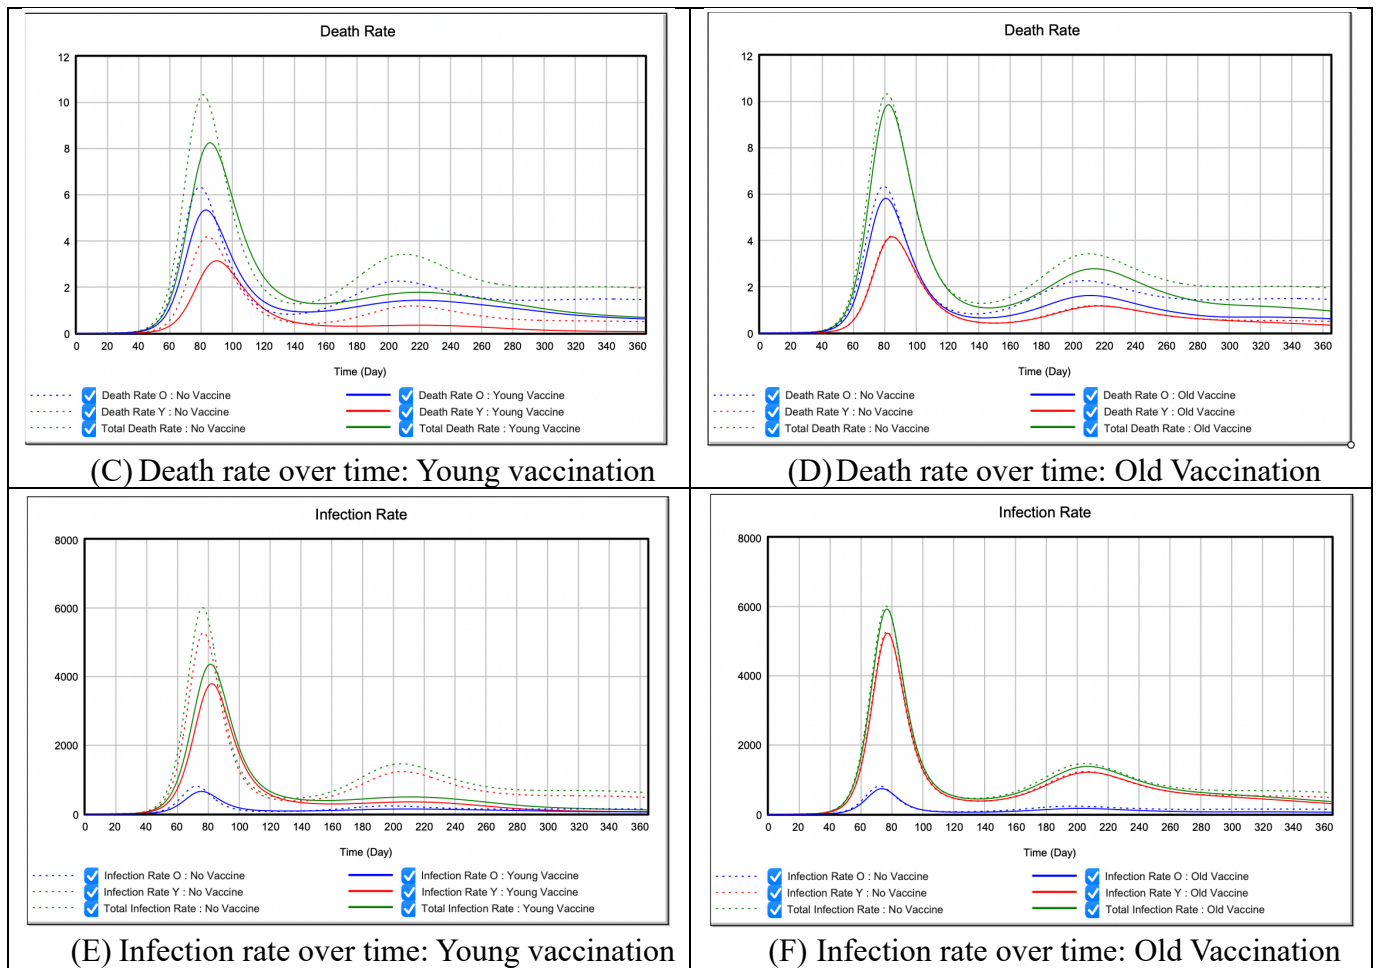 Death Rate
12
10
8
6
4
2
0
0 20 40 60 80 100 120 140 160 180 200 220 240 260 280 300 320 340 360
Time (Day)
Death Rate O : No Vaccine Death Rate O : Young Vaccine
Death Rate Y : No Vaccine Death Rate Y : Young Vaccine
Total Death Rate : No Vaccine Total Death Rate : Young Vaccine
(C) Death rate over time: Young vaccination
Death Rate
12
10
8
6
4
2
0
0 20 40 60 80 100 120 140 160 180 200 220 240 260 280 300 320 340 360
Time (Day)
Death Rate O : No Vaccine Death Rate O : Old Vaccine
Death Rate Y : No Vaccine Death Rate Y : Old Vaccine
Total Death Rate : No Vaccine Total Death Rate : Old Vaccine
(D) Death rate over time: Old Vaccination
Infection Rate
8000
6000
4000
2000
0
0 20 40 60 80 100 120 140 160 180 200 220 240 260 280 300 320 340 360
Time (Day)
Infection Rate O : No Vaccine Infection Rate O : Young Vaccine
Infection Rate Y : No Vaccine Infection Rate Y : Young Vaccine
Total Infection Rate : No Vaccine Total Infection Rate : Young Vaccine
(E) Infection rate over time: Young vaccination
Infection Rate
8000
6000
4000
2000
0
0 20 40 60 80 100 120 140 160 180 200 220 240 260 280 300 320 340 360
Time (Day)
Infection Rate O : No Vaccine Infection Rate O : Old Vaccine
Infection Rate Y : No Vaccine Infection Rate Y : Old Vaccine
Total Infection Rate : No Vaccine Total Infection Rate : Old Vaccine
(F) Infection rate over time: Old Vaccination